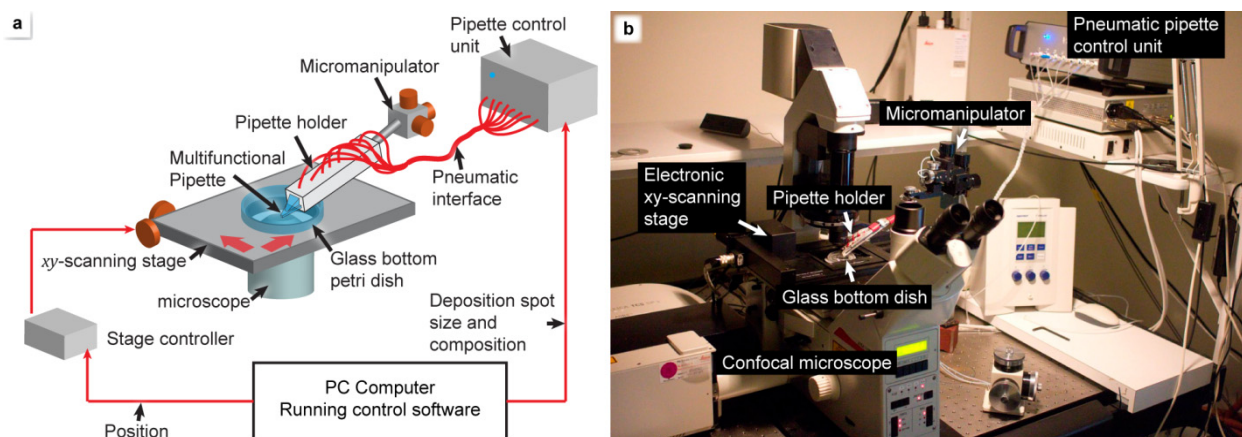 a
Pipette control
unit
Micromanipulator
Pipette holder
Multifunctional
Pipette
Pneumatic
interface
xy-scanning stage
Glass bottom
petri dish
microscope
Deposition spot
size and
composition
Stage controller
PC Computer
Running control software
Position
b
Pneumatic pipette
control unit
Micromanipulator
Electronic
xy-scanning
stage
Pipette holder
Glass bottom dish
Confocal microscope